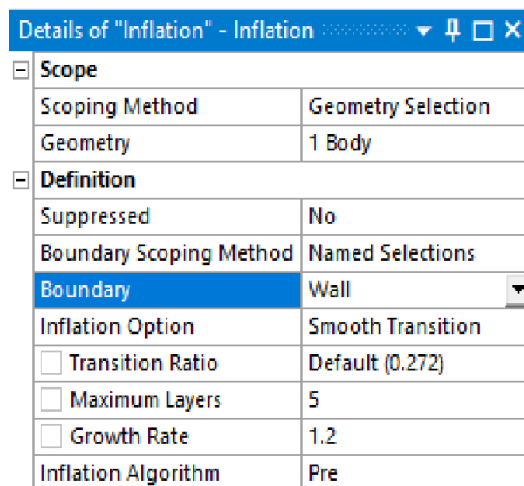 Details of "Inflation" - Inflation
Scope
Scoping Method Geometry Selection
Geometry 1 Body
Definition
Suppressed No
Boundary Scoping Method Named Selections
Boundary Wall
Inflation Option Smooth Transition
Transition Ratio Default (0.272)
Maximum Layers 5
Growth Rate 1.2
Inflation Algorithm Pre